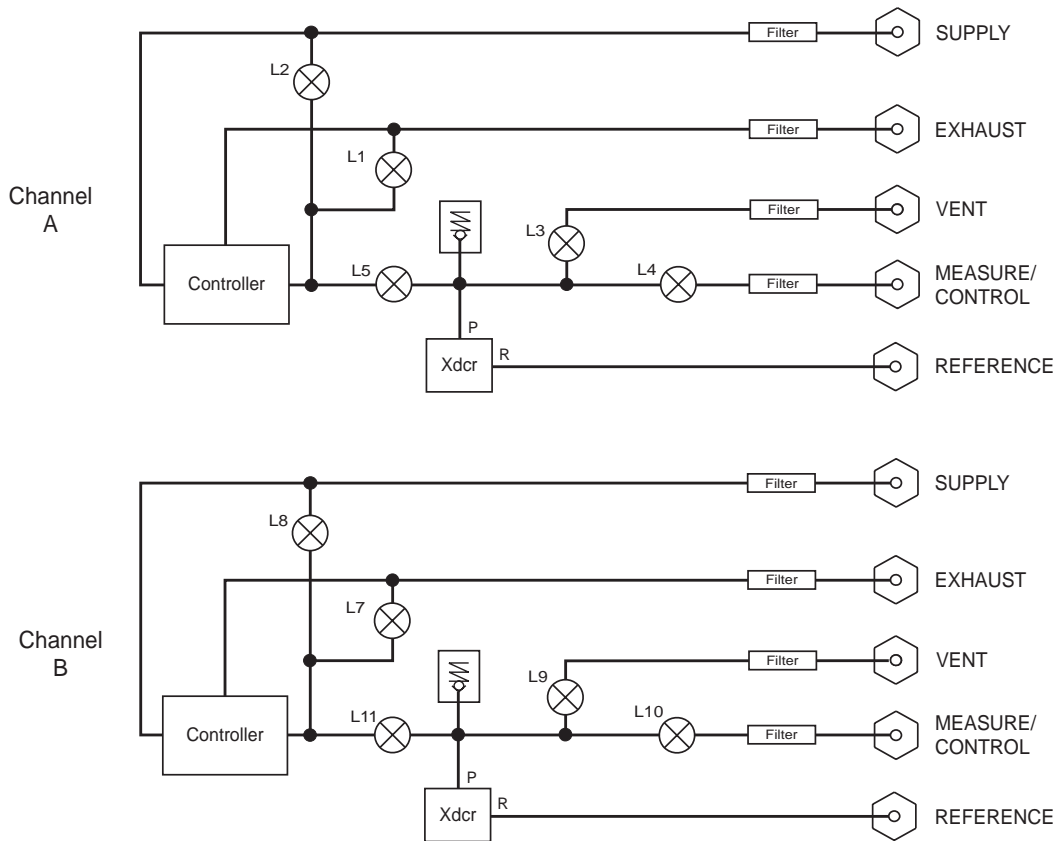 Filter
SUPPLY
L2
Filter
EXHAUST
L1
Channel
A
Filter
VENT
L3
L5
L4
Controller
Filter
MEASURE/
CONTROL
P
R
Xdcr
REFERENCE
Filter
SUPPLY
L8
Filter
EXHAUST
L7
Channel
B
Filter
VENT
L9
L11
L10
Controller
Filter
MEASURE/
CONTROL
P
R
Xdcr
REFERENCE